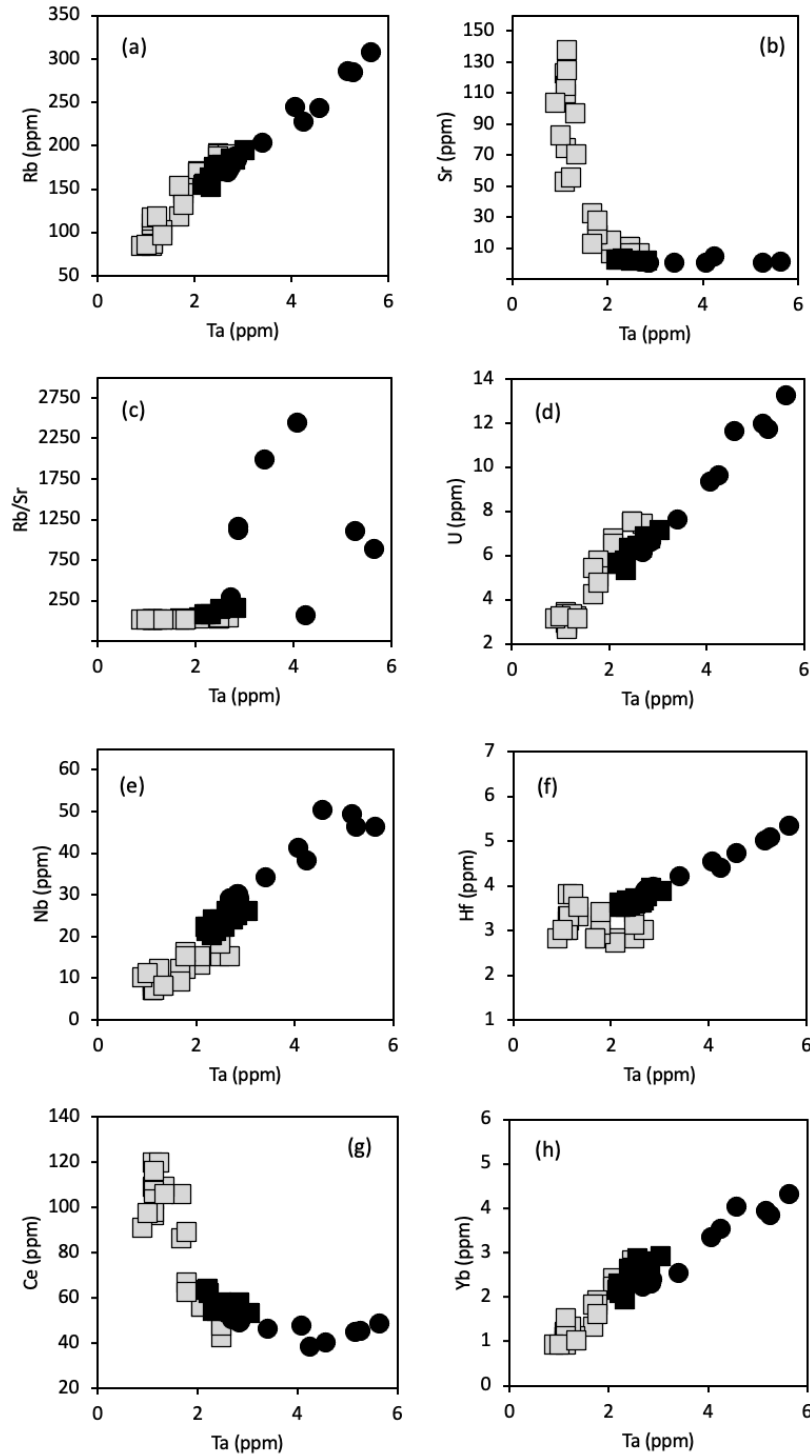 350
300
250
200
150
100
50
Rb (ppm)
(a)
0 2 4 6
Ta (ppm)
150
130
110
90
70
50
30
10
Sr (ppm)
(b)
0 2 4 6
Ta (ppm)
2750
2250
1750
1250
750
250
Rb/Sr
(c)
0 2 4 6
Ta (ppm)
14
12
10
8
6
4
2
U (ppm)
(d)
0 2 4 6
Ta (ppm)
60
50
40
30
20
10
0
Nb (ppm)
(e)
0 2 4 6
Ta (ppm)
7
6
5
4
3
2
1
Hf (ppm)
(f)
0 2 4 6
Ta (ppm)
140
120
100
80
60
40
20
Ce (ppm)
(g)
0 2 4 6
Ta (ppm)
6
5
4
3
2
1
0
Yb (ppm)
(h)
0 2 4 6
Ta (ppm)